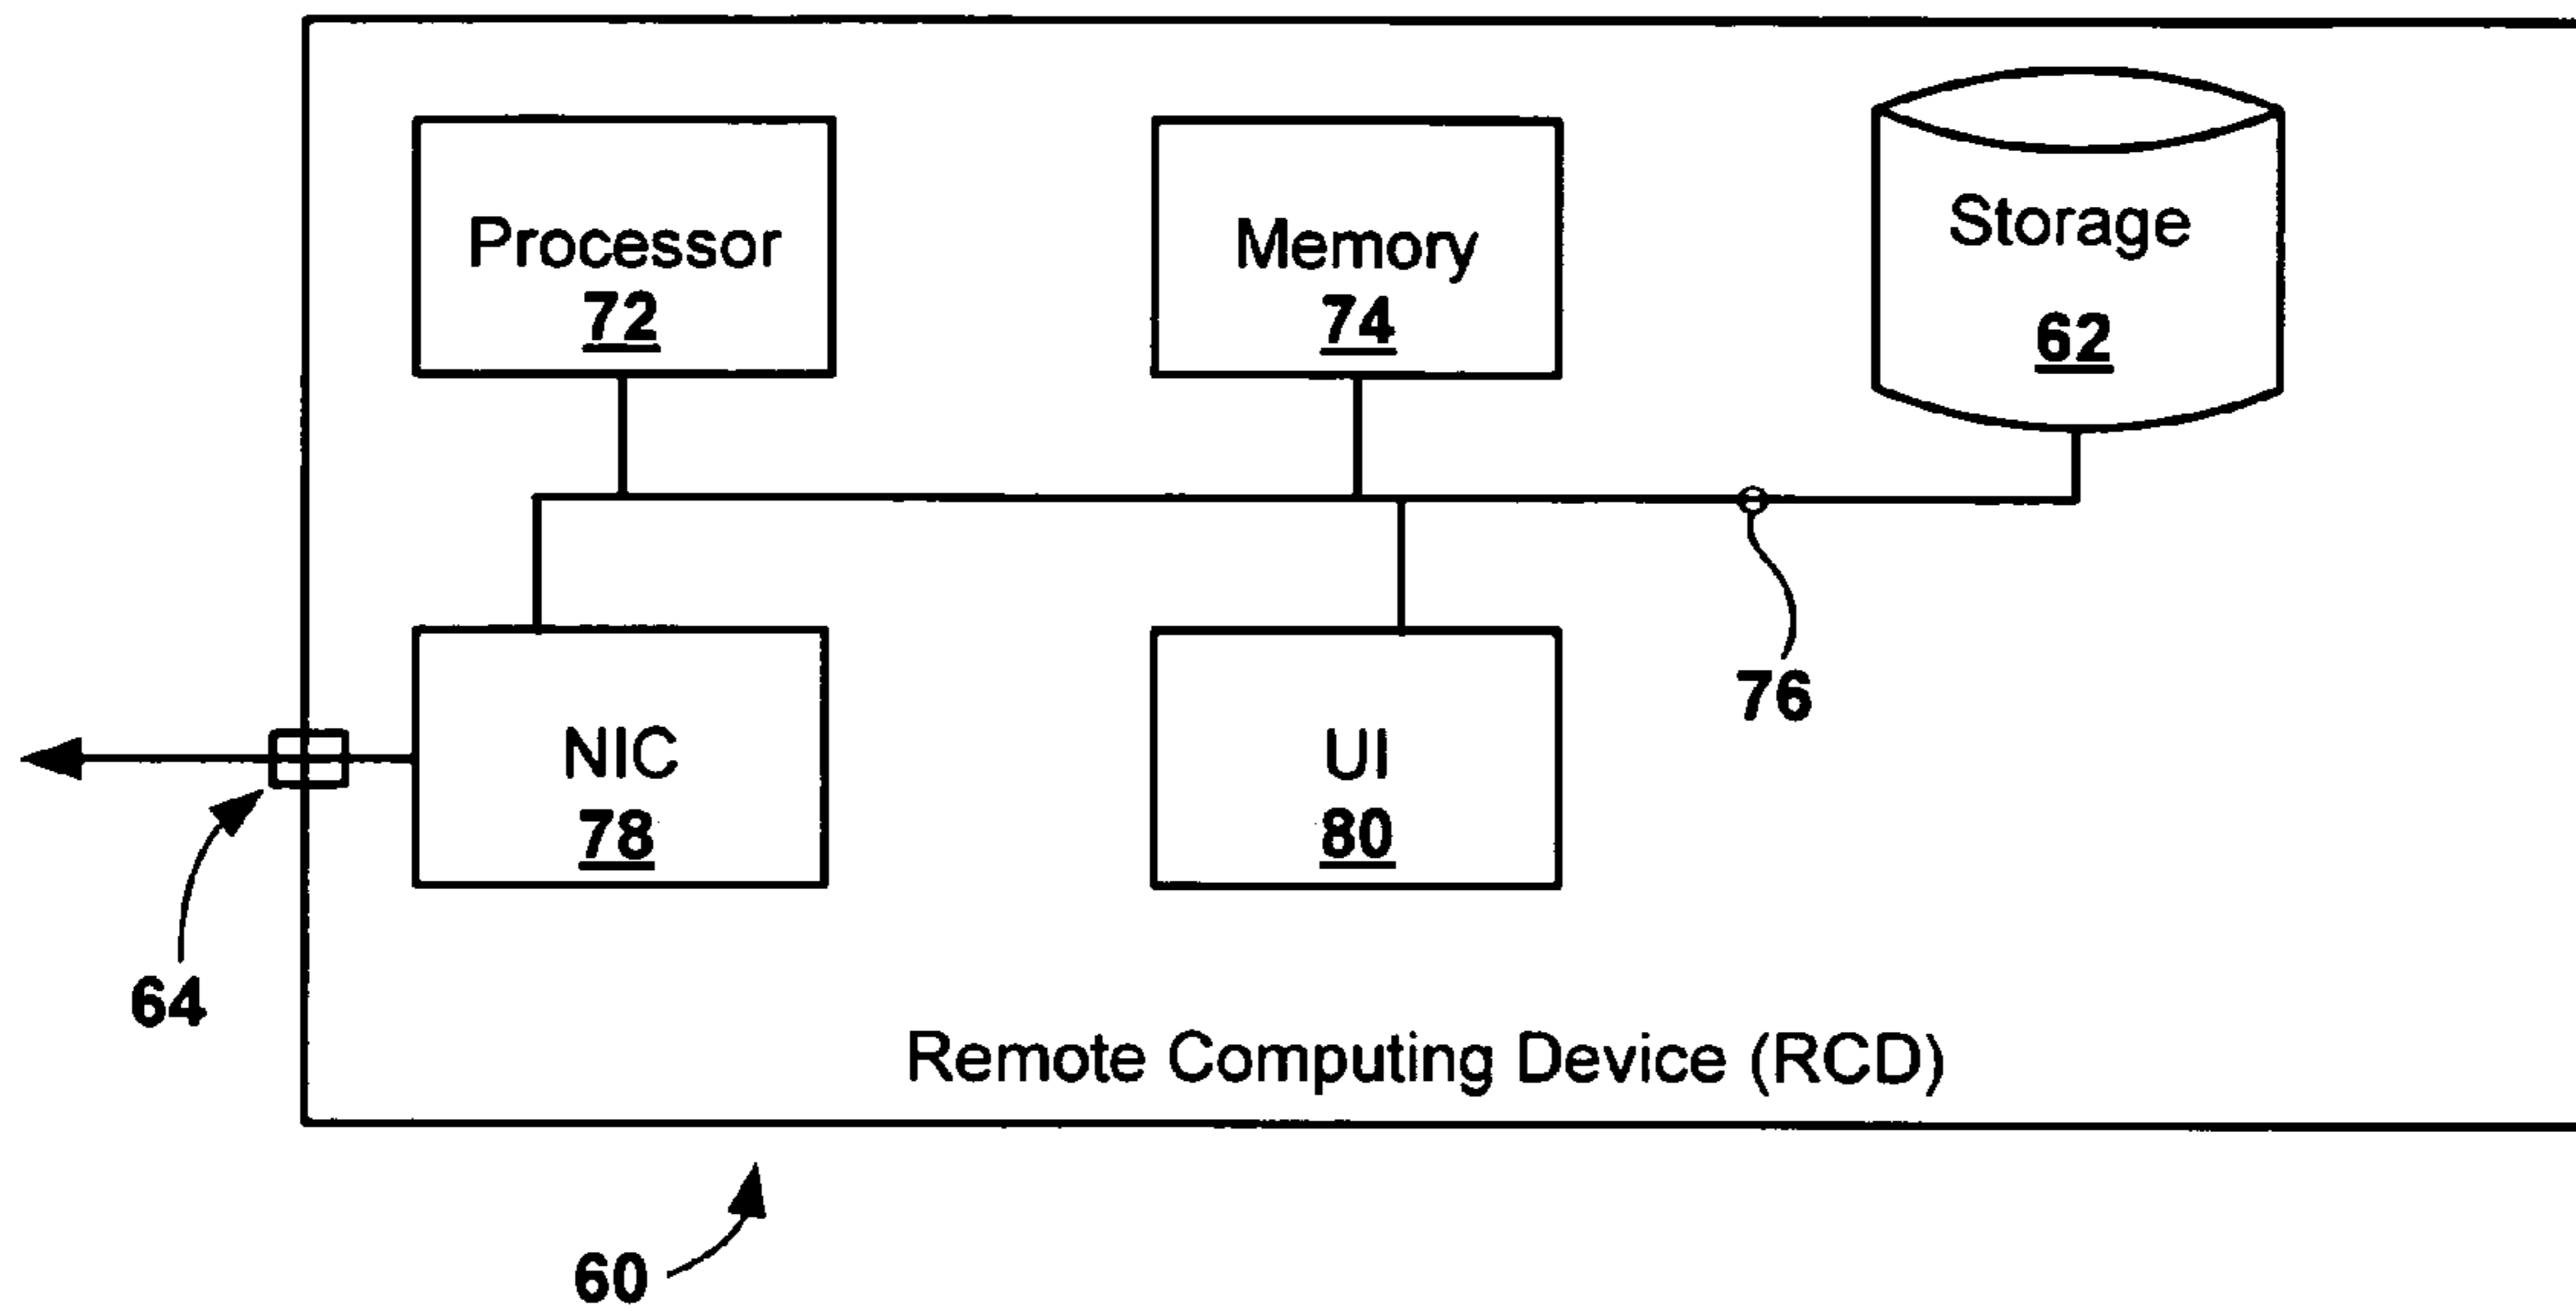 Processor
72
Memory
74
Storage
62
76
NIC
78
UI
80
64
Remote Computing Device (RCD)
60